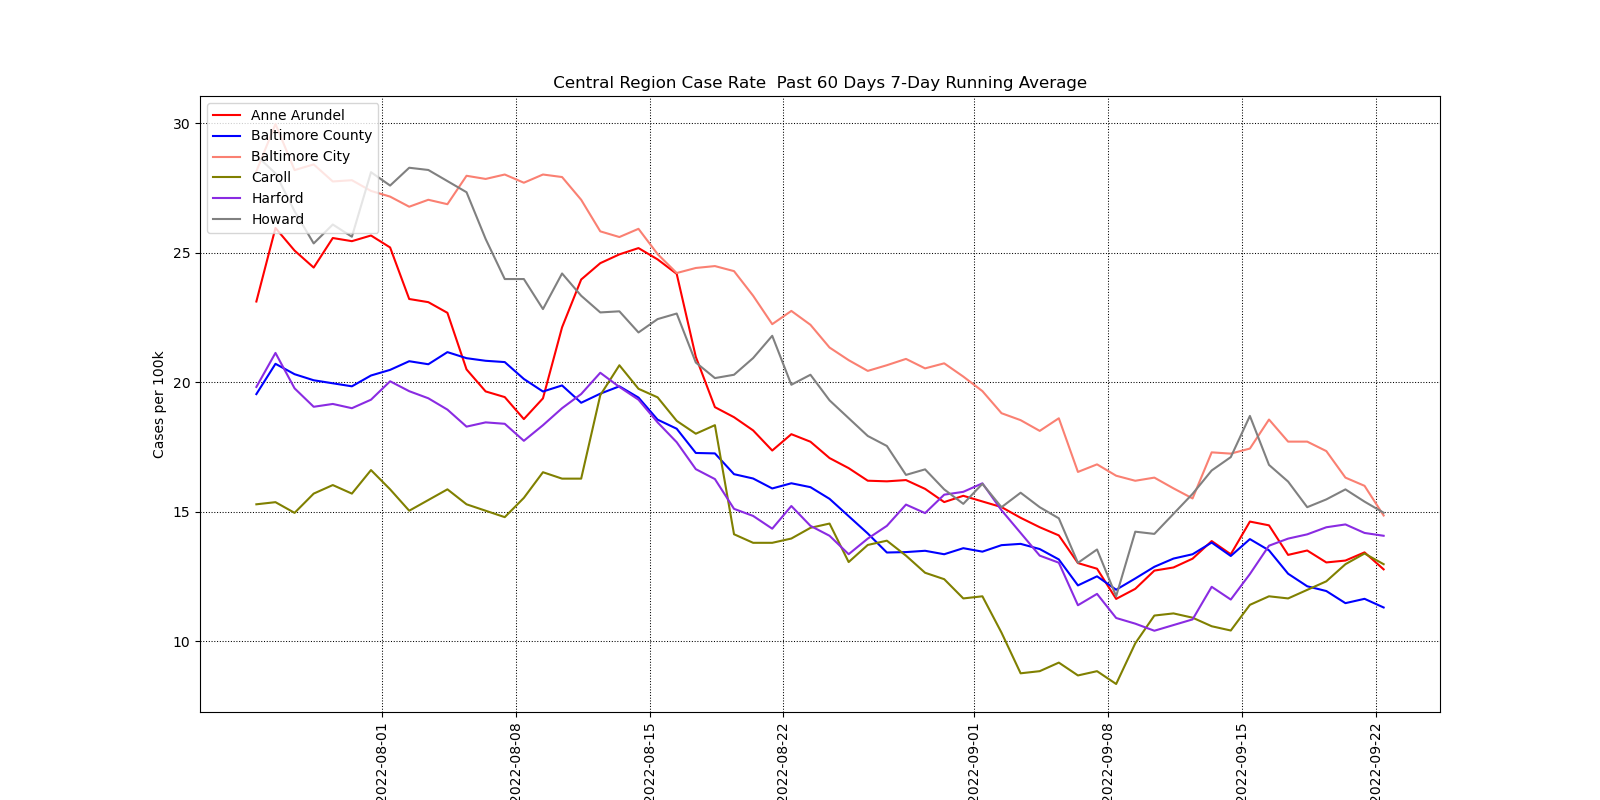 Central Region Case Rate  Past 60 Days 7-Day Running Average
Anne Arundel
Baltimore County
Baltimore City
Caroll
Harford
Howard
Cases per 100k
30
25
20
15
10
2022-08-01
2022-08-08
2022-08-15
2022-08-22
2022-09-01
2022-09-08
2022-09-15
2022-09-22